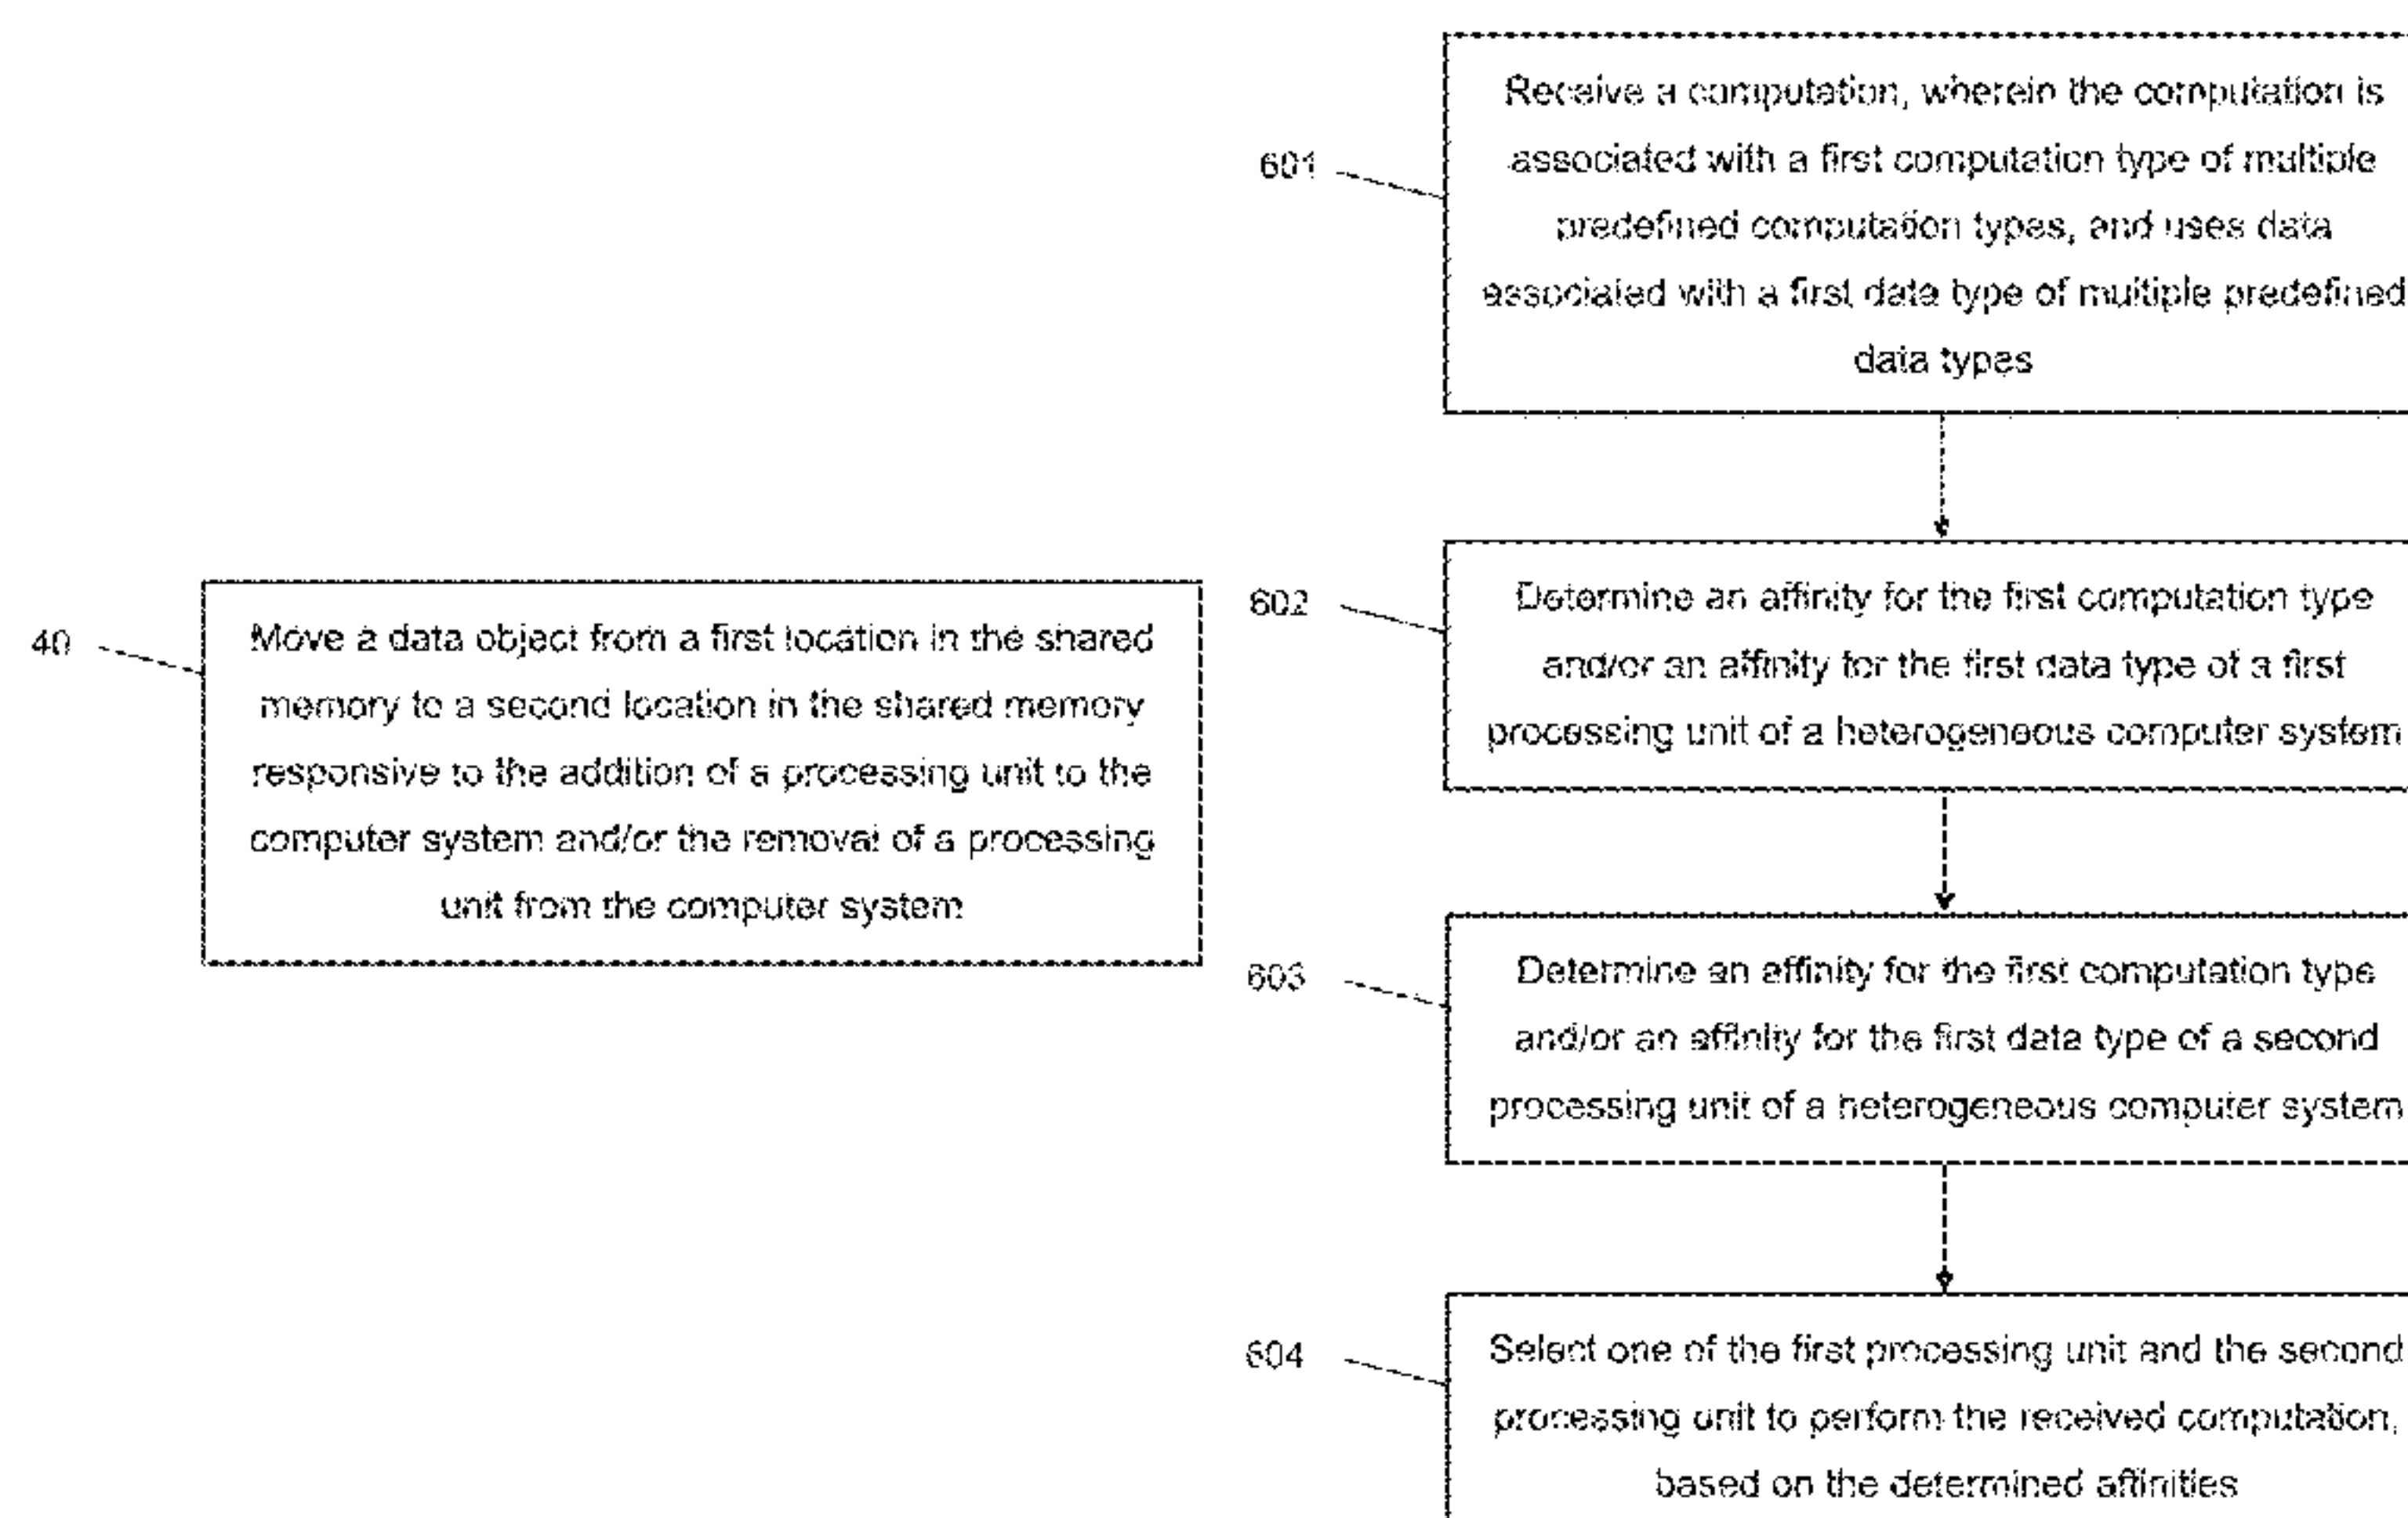 601
Receive a computation, wherein the computation is
associated with a first computation type of multiple
predefined computation types, and uses data
associated with a first data type of multiple predefined
data types
602
Determine an affinity for the first computation type
and/or an affinity for the first data type of a first
processing unit of a heterogeneous computer system
40
Move a data object from a first location in the shared
memory to a second location in the shared memory
responsive to the addition of a processing unit to the
computer system and/or the removal of a processing
unit from the computer system
603
Determine an affinity for the first computation type
and/or an affinity for the first data type of a second
processing unit of a heterogeneous computer system
604
Select one of the first processing unit and the second
processing unit to perform the received computation,
based on the determined affinities